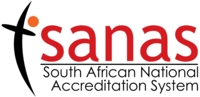 sanas
South African National
Accreditation System